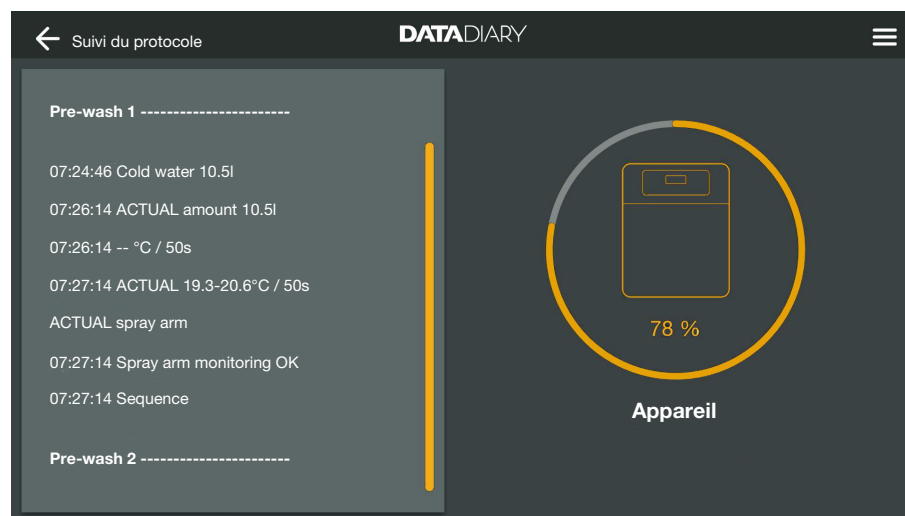 Suivi du protocole
DATADIARY
Pre-wash 1 -----------------------
07:24:46 Cold water 10.5l
07:26:14 ACTUAL amount 10.5l
07:26:14 -- °C / 50s
07:27:14 ACTUAL 19.3-20.6°C / 50s
ACTUAL spray arm
07:27:14 Spray arm monitoring OK
07:27:14 Sequence
Pre-wash 2 -----------------------
78 %
Appareil